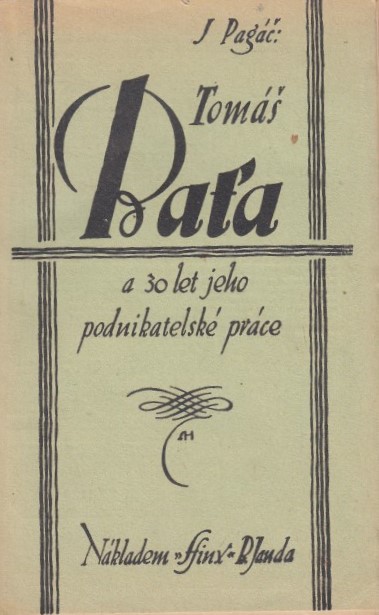 J Pagáč:
Tomáš
Baťa
a 30 let jeho
podnikatelské práce
Nákladem »Sfinx« B. Janda